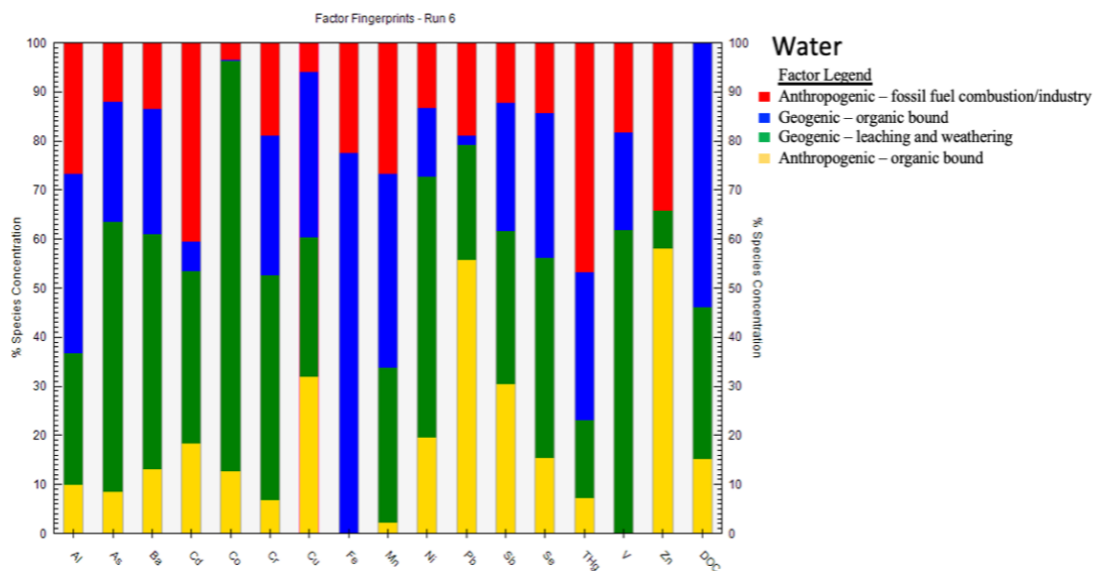 Factor Fingerprints - Run 6
Water
Factor Legend
Anthropogenic – fossil fuel combustion/industry
Geogenic – organic bound
Geogenic – leaching and weathering
Anthropogenic – organic bound
% Species Concentration
100
90
80
70
60
50
40
30
20
10
0
100
90
80
70
60
50
40
30
20
10
0
% Species Concentration
Al As Ba Cd Co Cr Cu Fe Mn Ni Pb Sb Se THg V Zn DOC